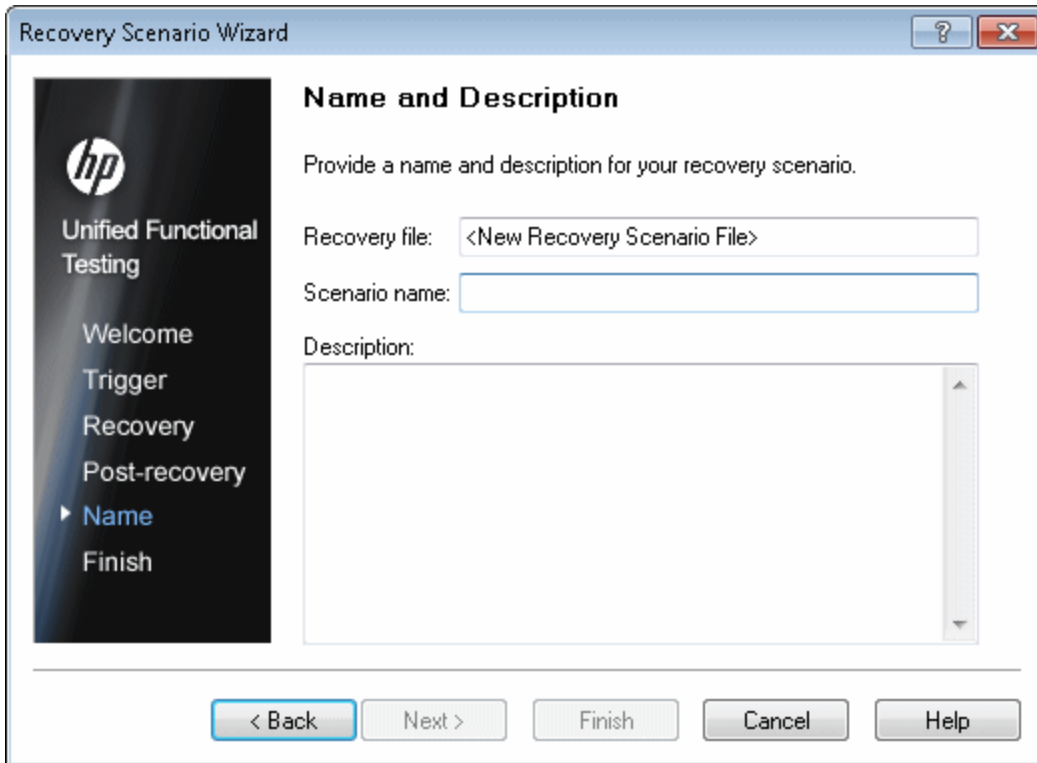 Recovery Scenario Wizard
?
hp
Unified Functional
Testing
Welcome
Trigger
Recovery
Post-recovery
Name
Finish
Name and Description
Provide a name and description for your recovery scenario.
Recovery file: <New Recovery Scenario File>
Scenario name:
Description:
< Back Next > Finish Cancel Help